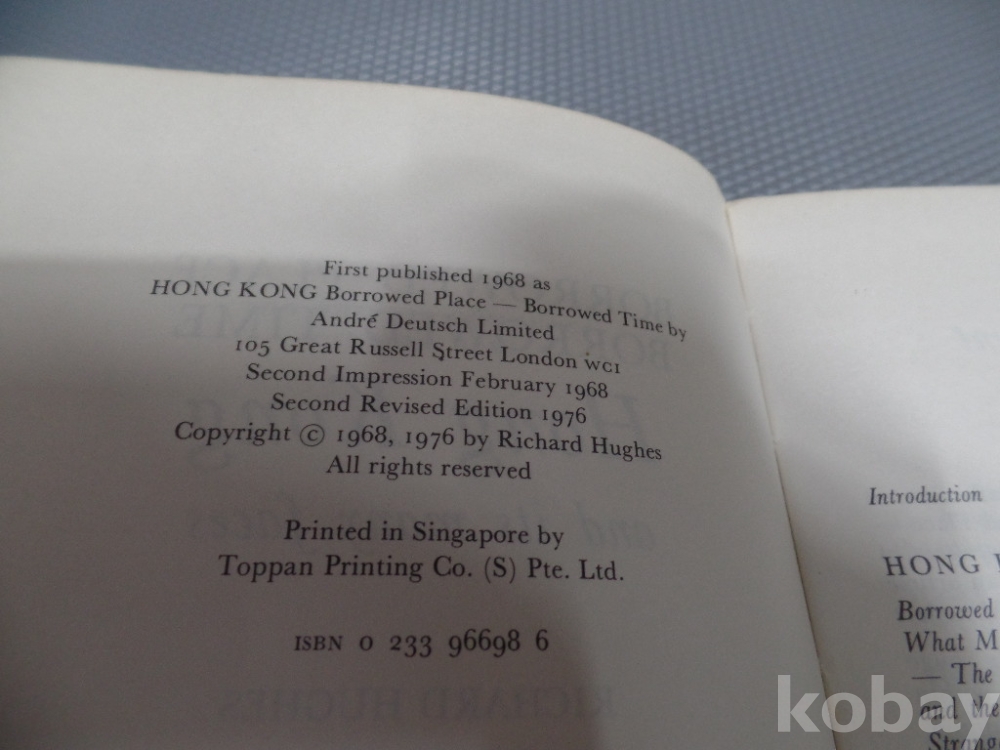 First published 1968 as
HONG KONG Borrowed Place — Borrowed Time by
André Deutsch Limited
105 Great Russell Street London WC1
Second Impression February 1968
Second Revised Edition 1976
Copyright © 1968, 1976 by Richard Hughes
All rights reserved
Printed in Singapore by
Toppan Printing Co. (S) Pte. Ltd.
ISBN 0 233 96698 6
Introduction
HONG
Borrowed
What M
— The
and the
Strong
kobay